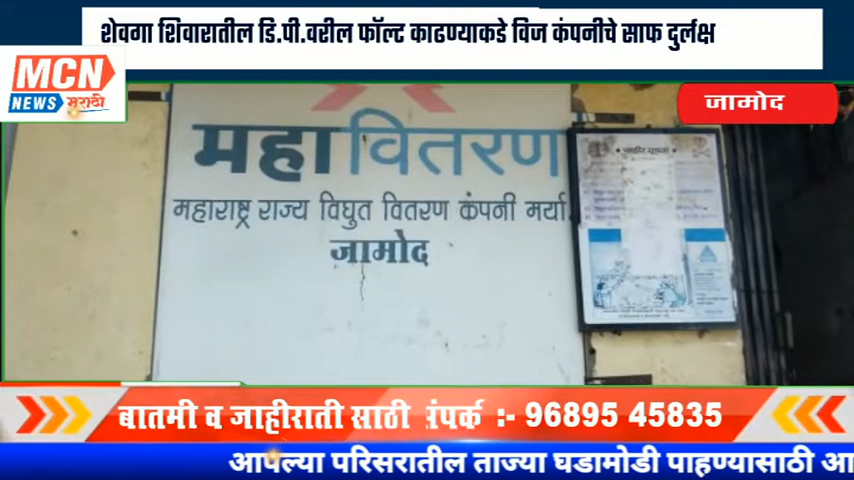 शेवगा शिवारातील डि.पी.वरील फॉल्ट काढण्याकडे विज कंपनीचे साफ दुर्लक्ष
MCN
NEWS मराठी
जामोद
महावितरण
महाराष्ट्र राज्य विघुत वितरण कंपनी मर्या.
जामोद
बातमी व जाहीराती साठी संपर्क :- 96895 45835
आपल्या परिसरातील ताज्या घडामोडी पाहण्यासाठी आ